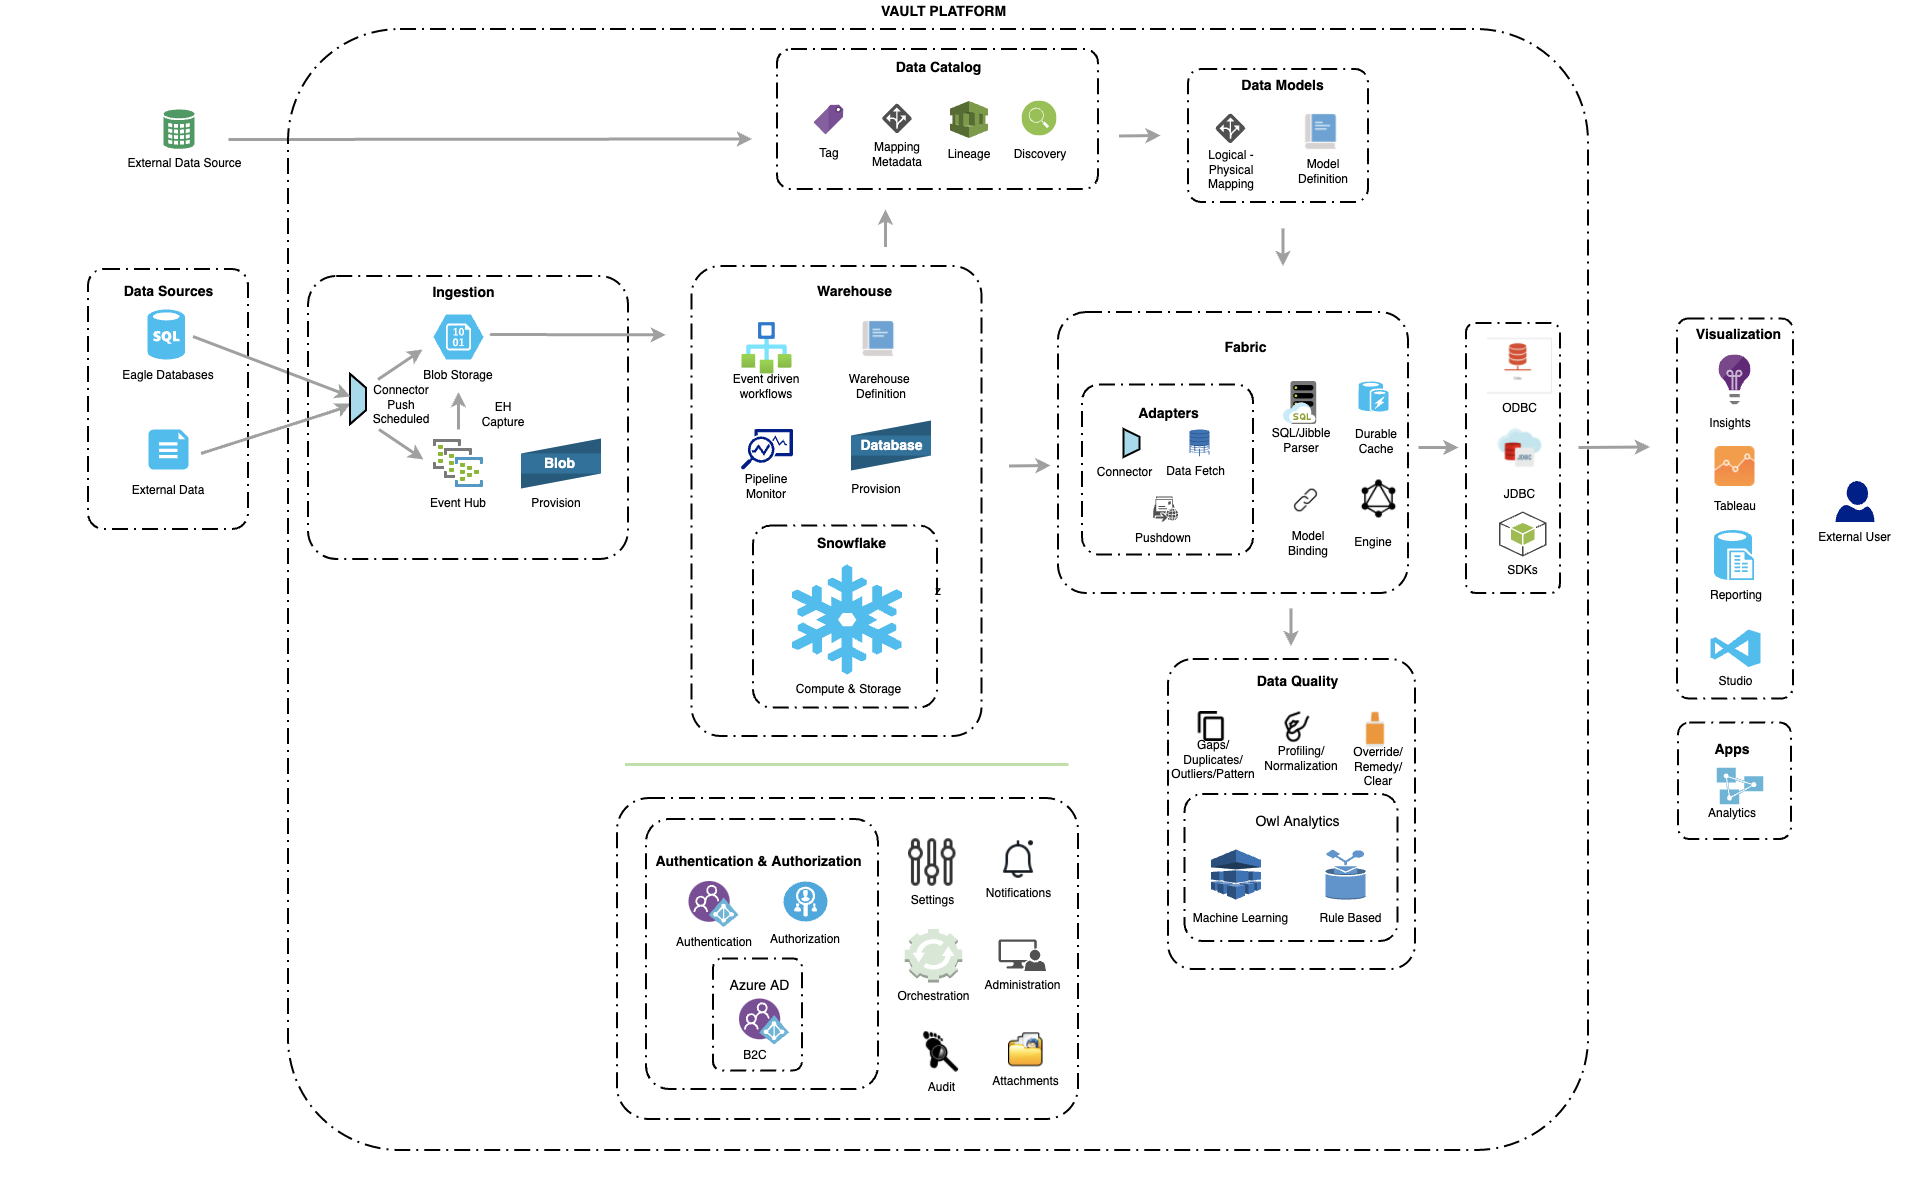 VAULT PLATFORM
External Data Source
Data Catalog
Tag
Mapping
Metadata
Lineage
Discovery
Data Models
Logical -
Physical
Mapping
Model
Definition
Data Sources
SQL
Eagle Databases
External Data
Ingestion
10
01
Blob Storage
Connector
Push
Scheduled
EH
Capture
Event Hub
Blob
Provision
Warehouse
Event driven
workflows
Warehouse
Definition
Pipeline
Monitor
Database
Provision
Snowflake
z
Compute & Storage
Fabric
Adapters
Connector
Data Fetch
Pushdown
SQL
SQL/Jibble
Parser
Durable
Cache
Model
Binding
Engine
ODBC
JDBC
JDBC
SDKs
Visualization
Insights
Tableau
Reporting
Studio
External User
Apps
Analytics
Data Quality
Gaps/
Duplicates/
Outliers/Pattern
Profiling/
Normalization
Override/
Remedy/
Clear
Owl Analytics
Machine Learning
Rule Based
Authentication & Authorization
Authentication
Authorization
Azure AD
B2C
Settings
Notifications
Orchestration
Administration
Audit
Attachments